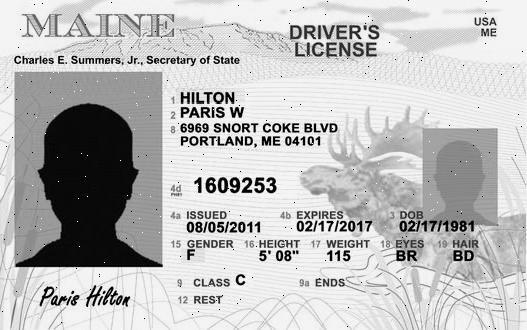 MAINE
DRIVER'S
LICENSE
USA
ME
Charles E. Summers, Jr., Secretary of State
1 HILTON
2 PARIS W
8 6969 SNORT COKE BLVD
PORTLAND, ME 04101
4d 1609253
4a ISSUED 4b EXPIRES 3 DOB
08/05/2011 02/17/2017 02/17/1981
15 GENDER 16 HEIGHT 17 WEIGHT 18 EYES 19 HAIR
F 5' 08" 115 BR BD
9 CLASS C 9a ENDS
12 REST
Paris Hilton